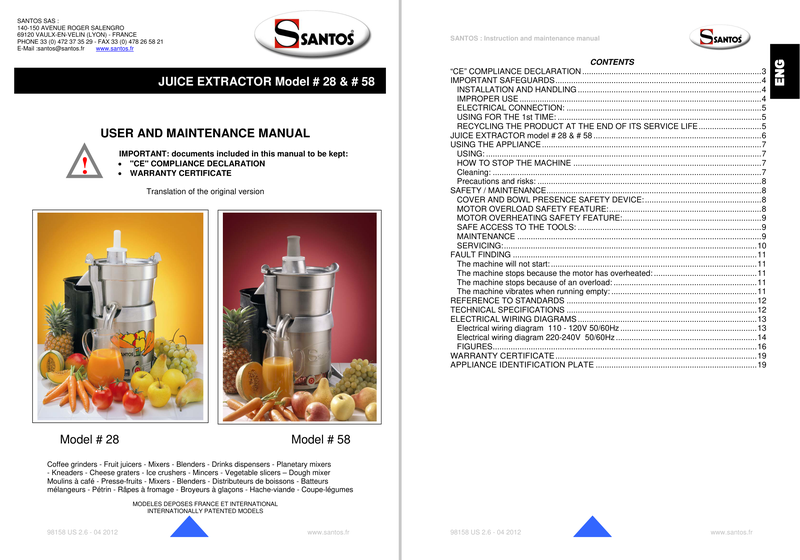 SANTOS SAS :
140-150 AVENUE ROGER SALENGRO
69120 VAULX-EN-VELIN (LYON) - FRANCE
PHONE 33 (0) 472 37 35 29 - FAX 33 (0) 478 26 58 21
E-Mail :santos@santos.fr www.santos.fr
SANTOS®
JUICE EXTRACTOR Model # 28 & # 58
USER AND MAINTENANCE MANUAL
!
IMPORTANT: documents included in this manual to be kept:
• "CE" COMPLIANCE DECLARATION
• WARRANTY CERTIFICATE
Translation of the original version
Model # 28 Model # 58
Coffee grinders - Fruit juicers - Mixers - Blenders - Drinks dispensers - Planetary mixers
- Kneaders - Cheese graters - Ice crushers - Mincers - Vegetable slicers – Dough mixer
Moulins à café - Presse-fruits - Mixers - Blenders - Distributeurs de boissons - Batteurs
mélangeurs - Pétrin - Râpes à fromage - Broyeurs à glaçons - Hache-viande - Coupe-légumes
MODELES DEPOSES FRANCE ET INTERNATIONAL
INTERNATIONALLY PATENTED MODELS
98158 US 2.6 - 04 2012 www.santos.fr
SANTOS : instruction and maintenance manual
SANTOS®
ENG
CONTENTS
"CE" COMPLIANCE DECLARATION ... 3
IMPORTANT SAFEGUARDS ... 4
INSTALLATION AND HANDLING ... 4
IMPROPER USE ... 4
ELECTRICAL CONNECTION: ... 5
USING FOR THE 1st TIME: ... 5
RECYCLING THE PRODUCT AT THE END OF ITS SERVICE LIFE ... 5
JUICE EXTRACTOR model # 28 & # 58 ... 6
USING THE APPLIANCE ... 7
USING: ... 7
HOW TO STOP THE MACHINE ... 7
Cleaning: ... 7
Precautions and risks: ... 8
SAFETY / MAINTENANCE ... 8
COVER AND BOWL PRESENCE SAFETY DEVICE: ... 8
MOTOR OVERLOAD SAFETY FEATURE: ... 8
MOTOR OVERHEATING SAFETY FEATURE: ... 9
SAFE ACCESS TO THE TOOLS: ... 9
MAINTENANCE ... 9
SERVICING: ... 10
FAULT FINDING ... 11
The machine will not start: ... 11
The machine stops because the motor has overheated: ... 11
The machine stops because of an overload: ... 11
The machine vibrates when running empty: ... 11
REFERENCE TO STANDARDS ... 12
TECHNICAL SPECIFICATIONS ... 12
ELECTRICAL WIRING DIAGRAMS ... 13
Electrical wiring diagram 110 - 120V 50/60Hz ... 13
Electrical wiring diagram 220-240V 50/60Hz ... 14
FIGURES ... 16
WARRANTY CERTIFICATE ... 19
APPLIANCE IDENTIFICATION PLATE ... 19
98158 US 2.6 - 04 2012 www.santos.fr